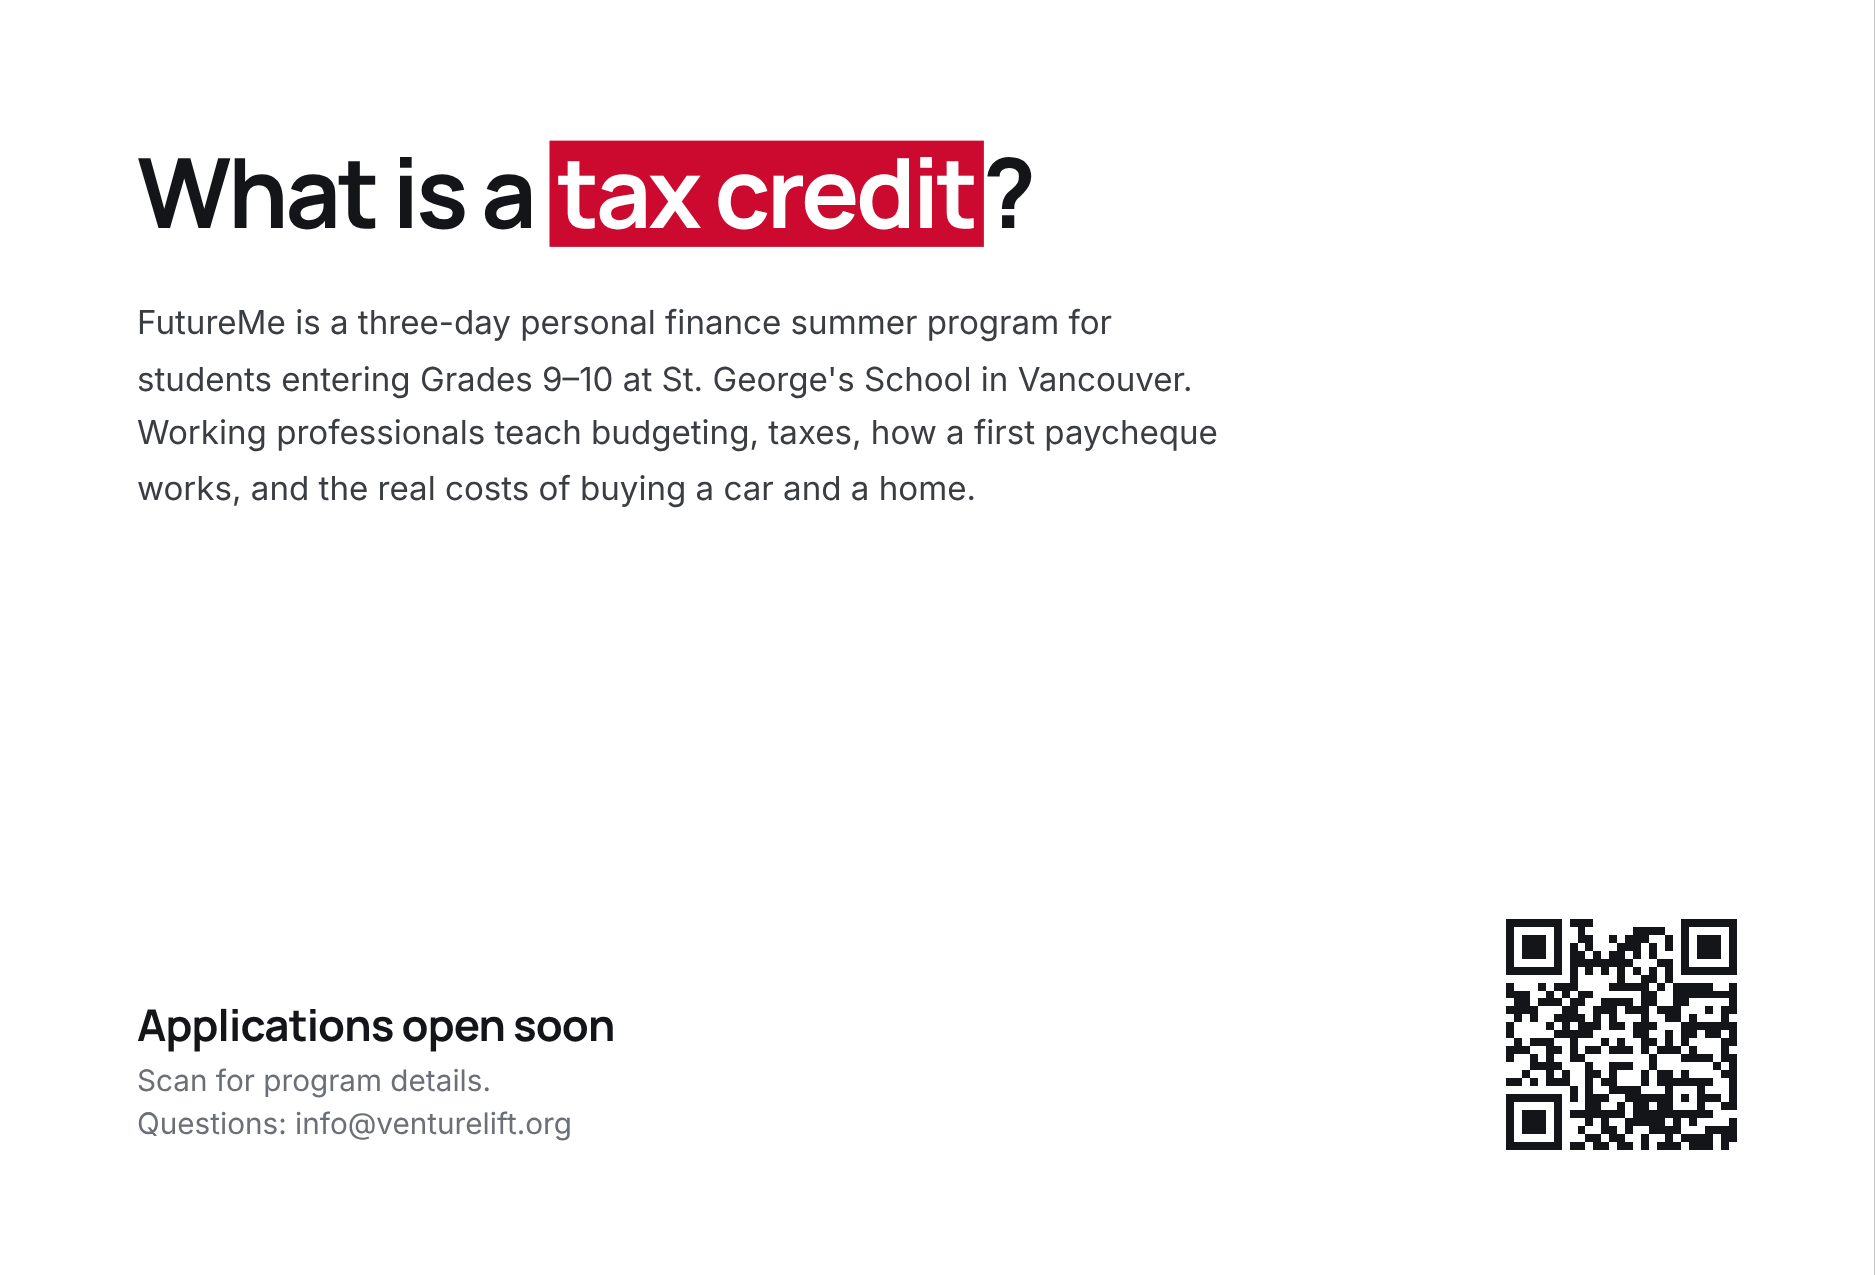 What is a tax credit?
FutureMe is a three-day personal finance summer program for
students entering Grades 9–10 at St. George's School in Vancouver.
Working professionals teach budgeting, taxes, how a first paycheque
works, and the real costs of buying a car and a home.
Applications open soon
Scan for program details.
Questions: info@venturelift.org